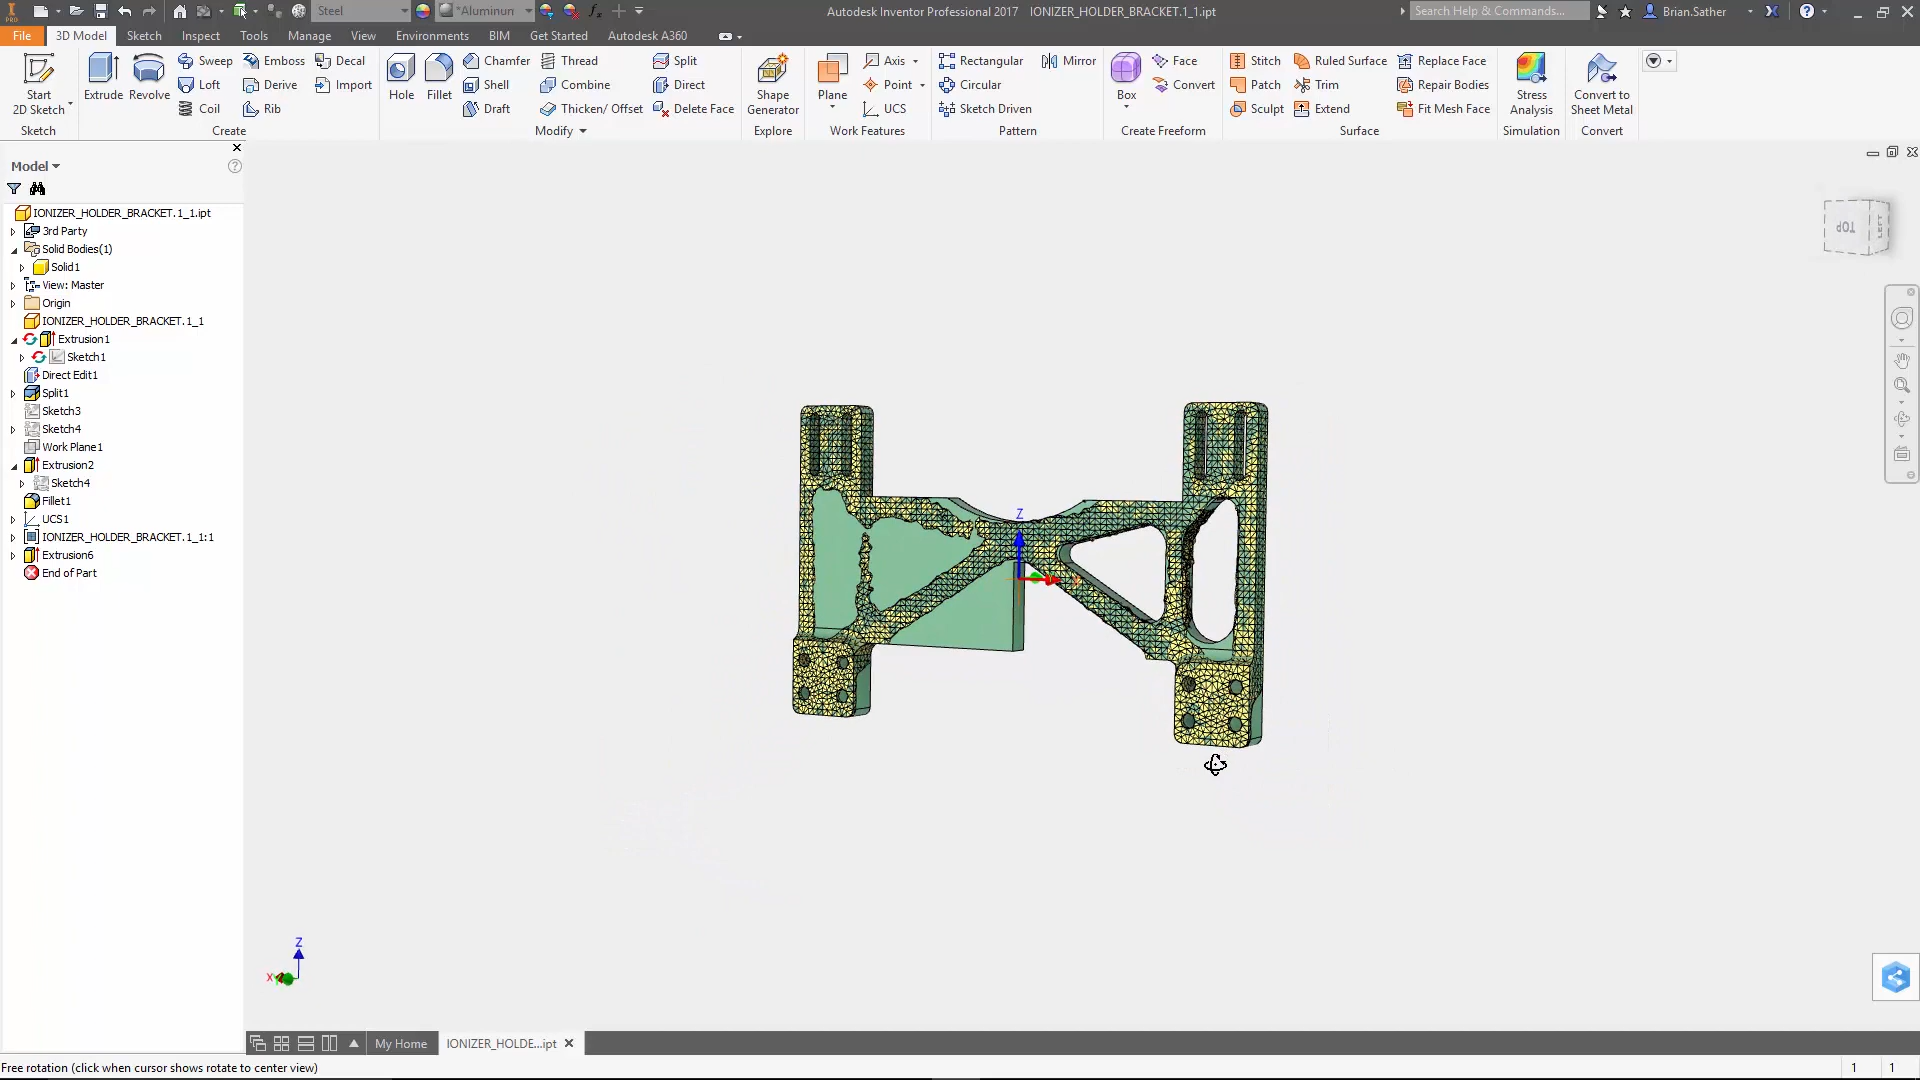 PRO
Steel
*Aluminun
Autodesk Inventor Professional 2017 IONIZER_HOLDER_BRACKET.1_1.ipt
Search Help & Commands...
Brian.Sather
File 3D Model Sketch Inspect Tools Manage View Environments BIM Get Started Autodesk A360
Start
2D Sketch
Extrude
Revolve
Sweep
Loft
Coil
Emboss
Derive
Rib
Decal
Import
Hole
Fillet
Chamfer
Shell
Draft
Thread
Combine
Thicken/ Offset
Split
Direct
Delete Face
Shape
Generator
Plane
Axis
Point
UCS
Rectangular
Circular
Sketch Driven
Mirror
Box
Face
Convert
Stitch
Patch
Sculpt
Ruled Surface
Trim
Extend
Replace Face
Repair Bodies
Fit Mesh Face
Stress
Analysis
Convert to
Sheet Metal
Sketch Create Modify Explore Work Features Pattern Create Freeform Surface Simulation Convert
Model
IONIZER_HOLDER_BRACKET.1_1.ipt
3rd Party
Solid Bodies(1)
Solid1
View: Master
Origin
IONIZER_HOLDER_BRACKET.1_1
Extrusion1
Sketch1
Direct Edit1
Split1
Sketch3
Sketch4
Work Plane1
Extrusion2
Sketch4
Fillet1
UCS1
IONIZER_HOLDER_BRACKET.1_1:1
Extrusion6
End of Part
TOP
LEFT
Z
Z
X
My Home IONIZER_HOLDE...ipt
Free rotation (click when cursor shows rotate to center view)
1 1